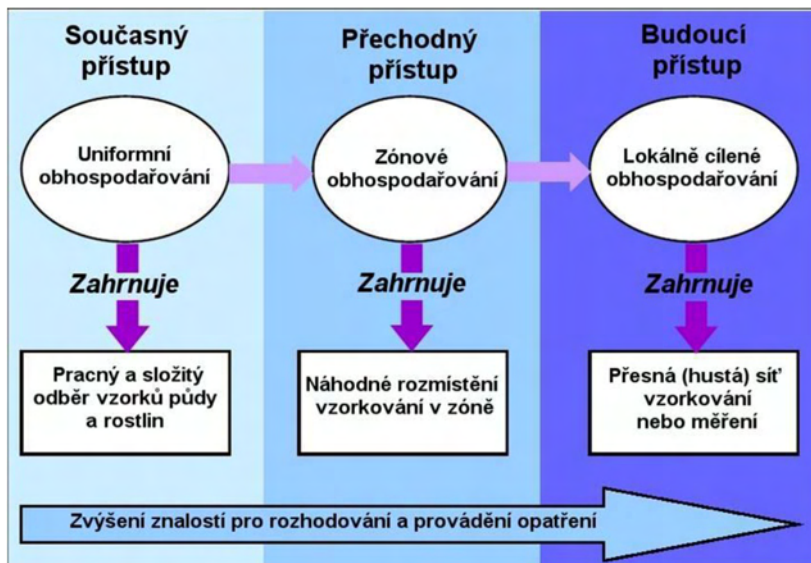 Současný
přístup
Přechodný
přístup
Budoucí
přístup
Uniformní
obhospodařování
Zónové
obhospodařování
Lokálně cílené
obhospodařování
Zahrnuje
Zahrnuje
Zahrnuje
Pracný a složitý
odběr vzorků půdy
a rostlin
Náhodné rozmístění
vzorkování v zóně
Přesná (hustá) síť
vzorkování
nebo měření
Zvýšení znalostí pro rozhodování a provádění opatření